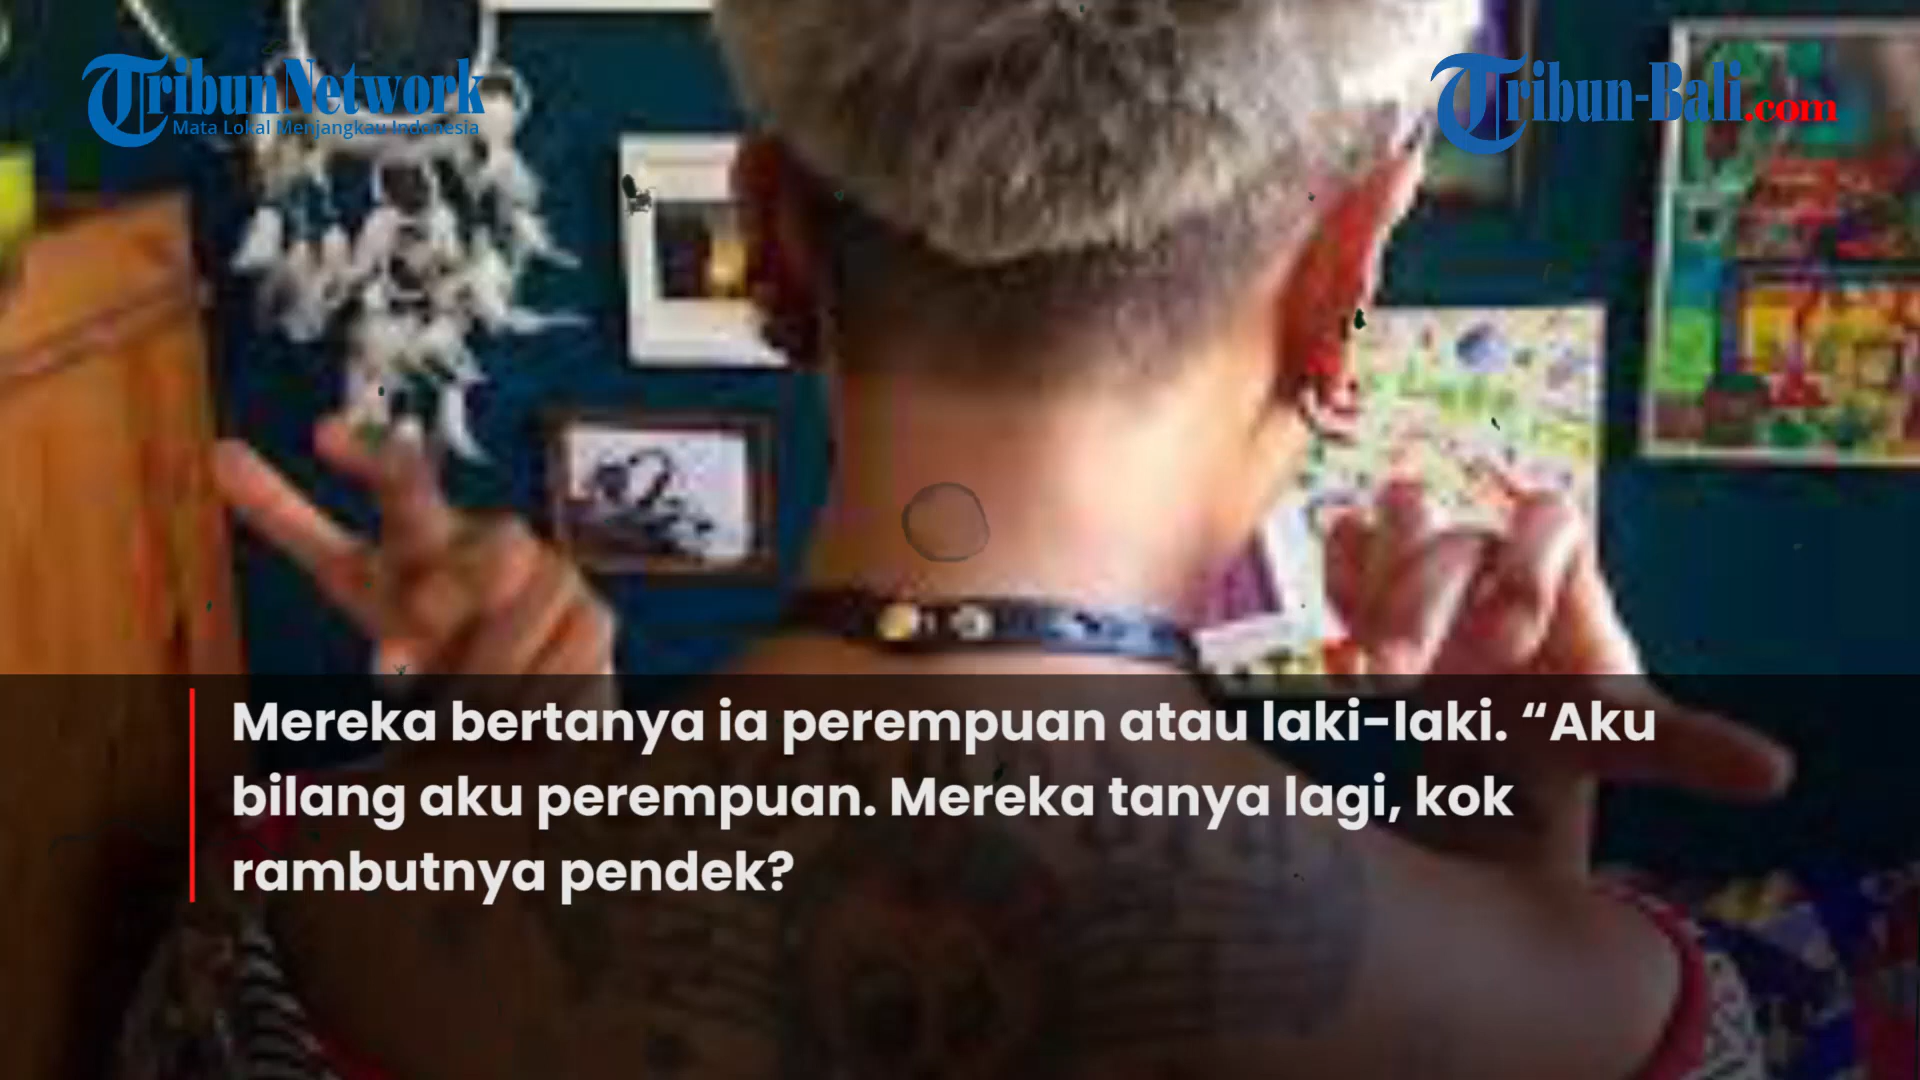 TribunNetwork
Mata Lokal Menjangkau Indonesia
Tribun-Bali.com
Mereka bertanya ia perempuan atau laki-laki. “Aku
bilang aku perempuan. Mereka tanya lagi, kok
rambutnya pendek?